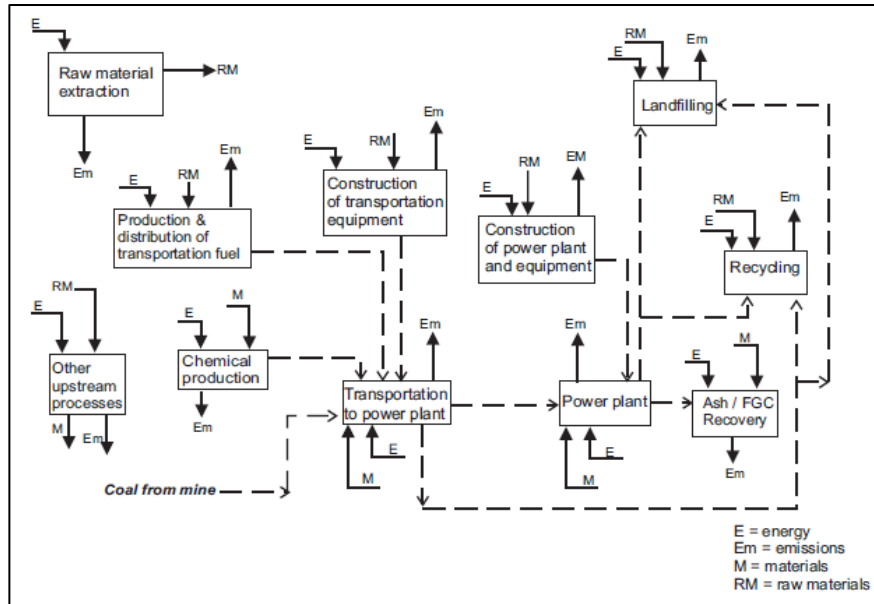 E
Raw material
extraction
RM
Em
RM
E
Em
Landfilling
E
RM
Em
Production &
distribution of
transportation fuel
E
RM
Em
Construction
of transportation
equipment
E
RM
EM
Construction
of power plant
and equipment
RM
E
Em
Recycling
RM
E
Other
upstream
processes
M
Em
E
M
Chemical
production
Em
Em
Transportation
to power plant
E
M
Em
Power plant
E
M
E
M
Ash / FGC
Recovery
Em
Coal from mine
E = energy
Em = emissions
M = materials
RM = raw materials